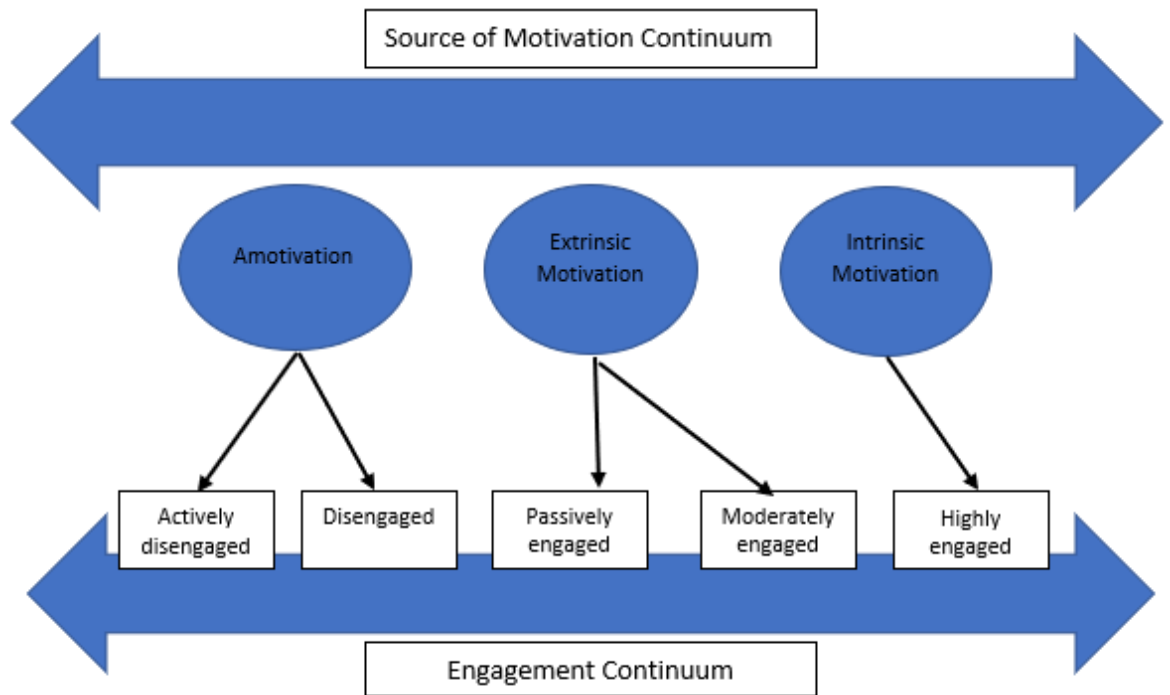 Source of Motivation Continuum
Amotivation
Extrinsic
Motivation
Intrinsic
Motivation
Actively
disengaged
Disengaged
Passively
engaged
Moderately
engaged
Highly
engaged
Engagement Continuum